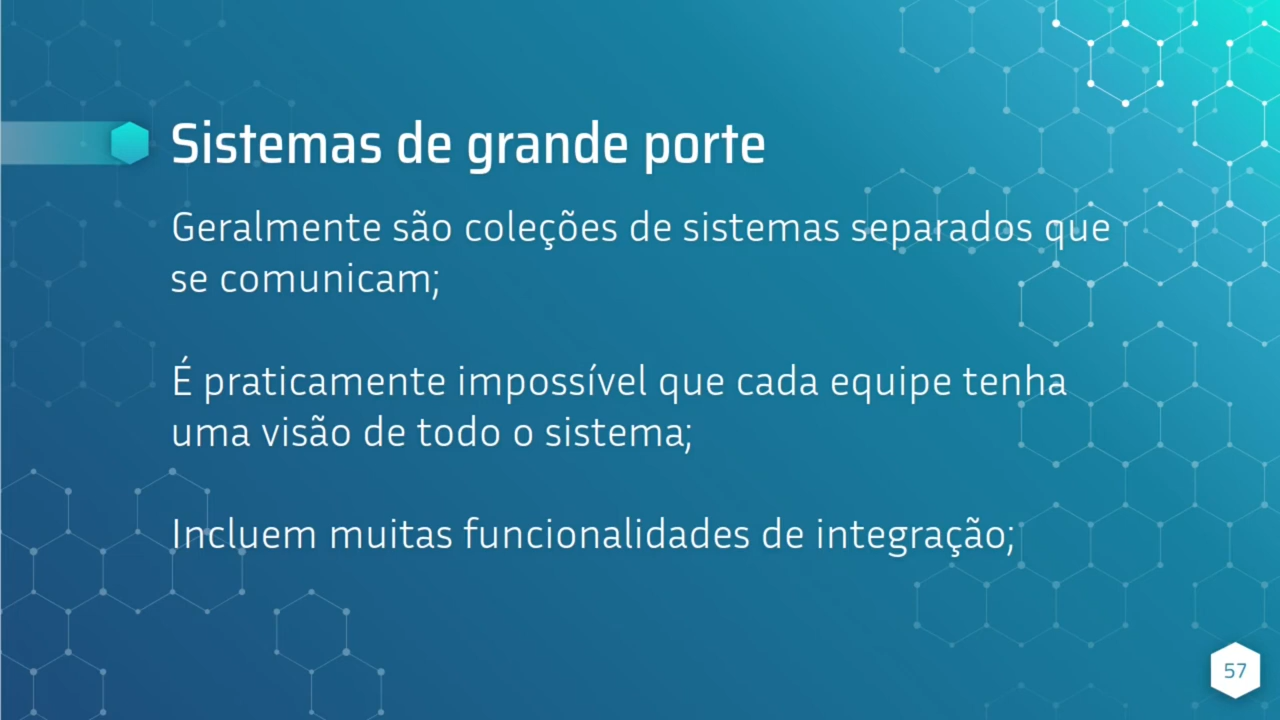 Sistemas de grande porte
Geralmente são coleções de sistemas separados que
se comunicam;
É praticamente impossível que cada equipe tenha
uma visão de todo o sistema;
Incluem muitas funcionalidades de integração;
57